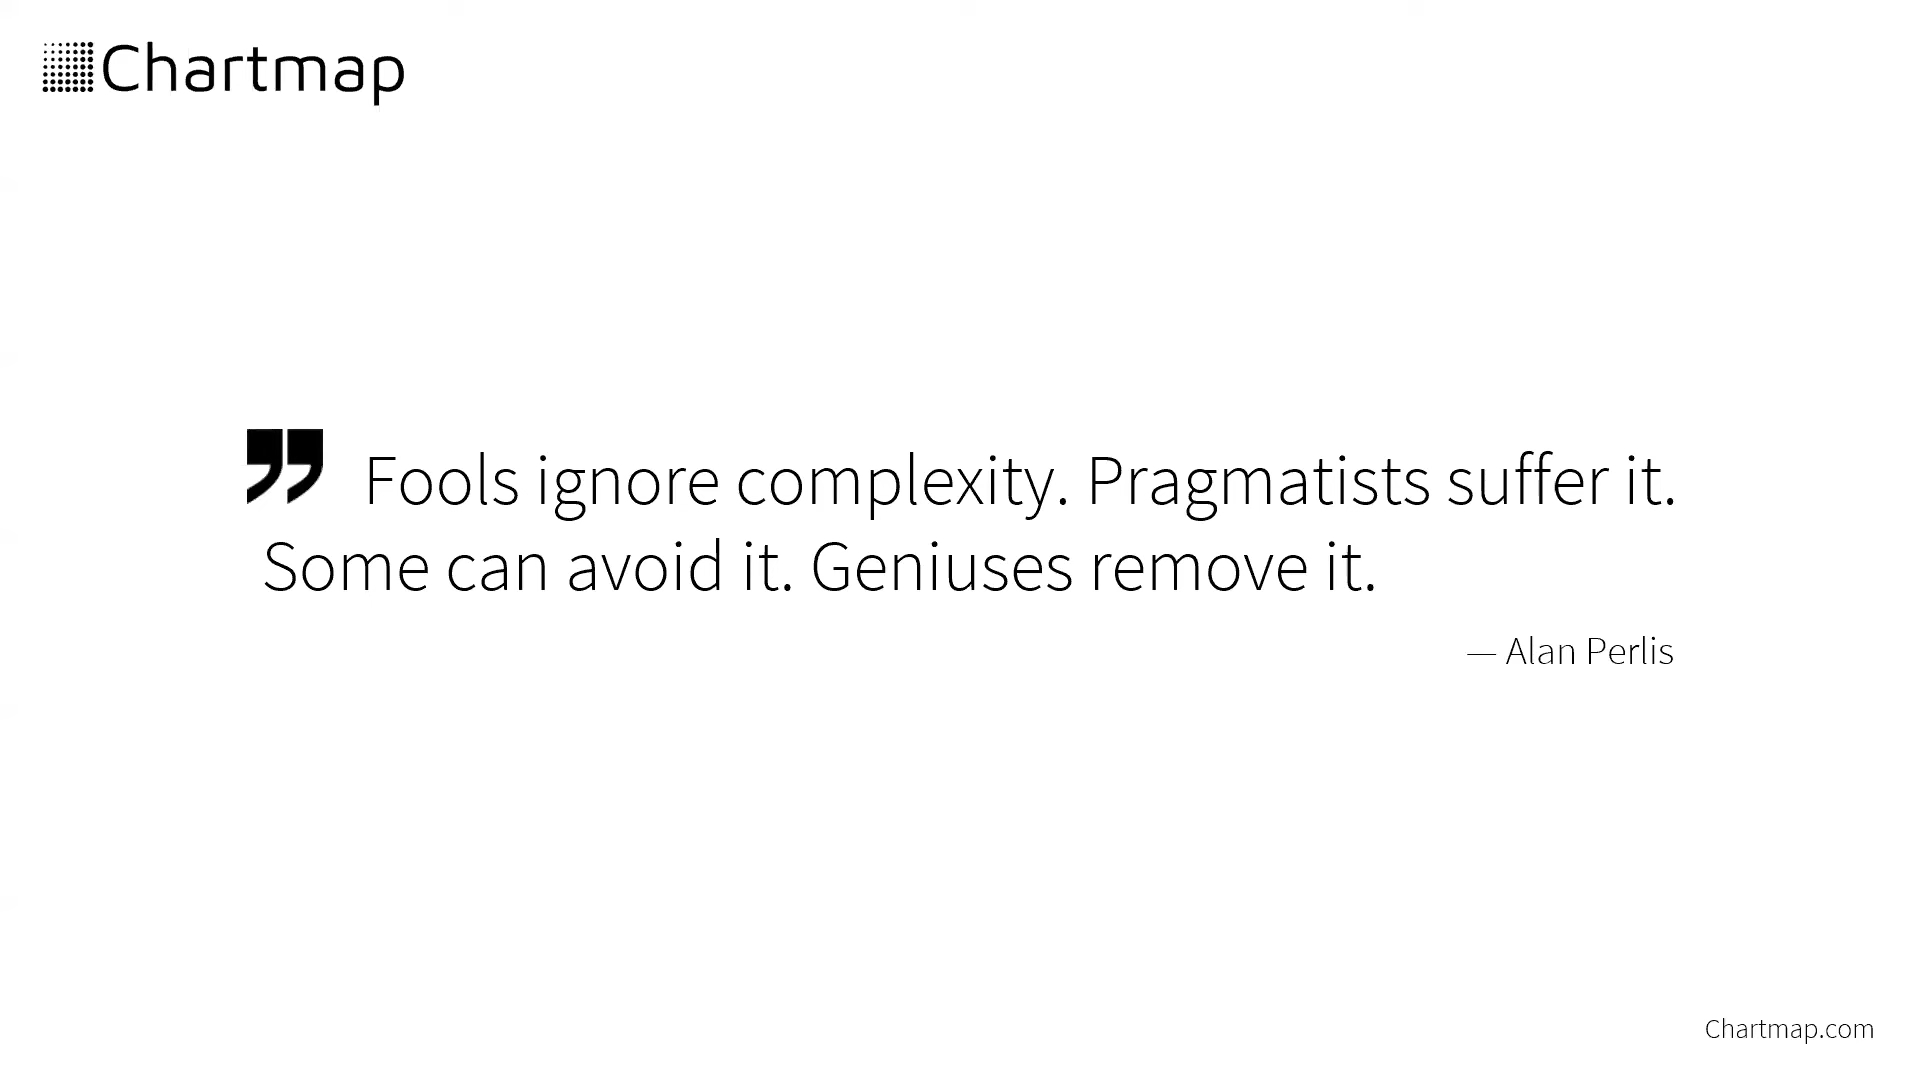 Chartmap
” Fools ignore complexity. Pragmatists suffer it.
Some can avoid it. Geniuses remove it.
— Alan Perlis
Chartmap.com